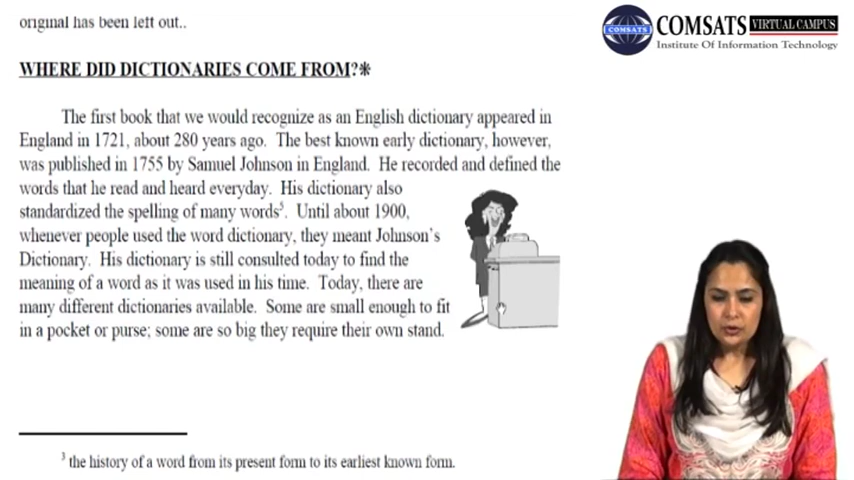 original has been left out..
COMSATS
COMSATS VIRTUAL CAMPUS
Institute Of Information Technology
WHERE DID DICTIONARIES COME FROM?*
The first book that we would recognize as an English dictionary appeared in
England in 1721, about 280 years ago. The best known early dictionary, however,
was published in 1755 by Samuel Johnson in England. He recorded and defined the
words that he read and heard everyday. His dictionary also
standardized the spelling of many words⁵. Until about 1900,
whenever people used the word dictionary, they meant Johnson's
Dictionary. His dictionary is still consulted today to find the
meaning of a word as it was used in his time. Today, there are
many different dictionaries available. Some are small enough to fit
in a pocket or purse; some are so big they require their own stand.
³ the history of a word from its present form to its earliest known form.